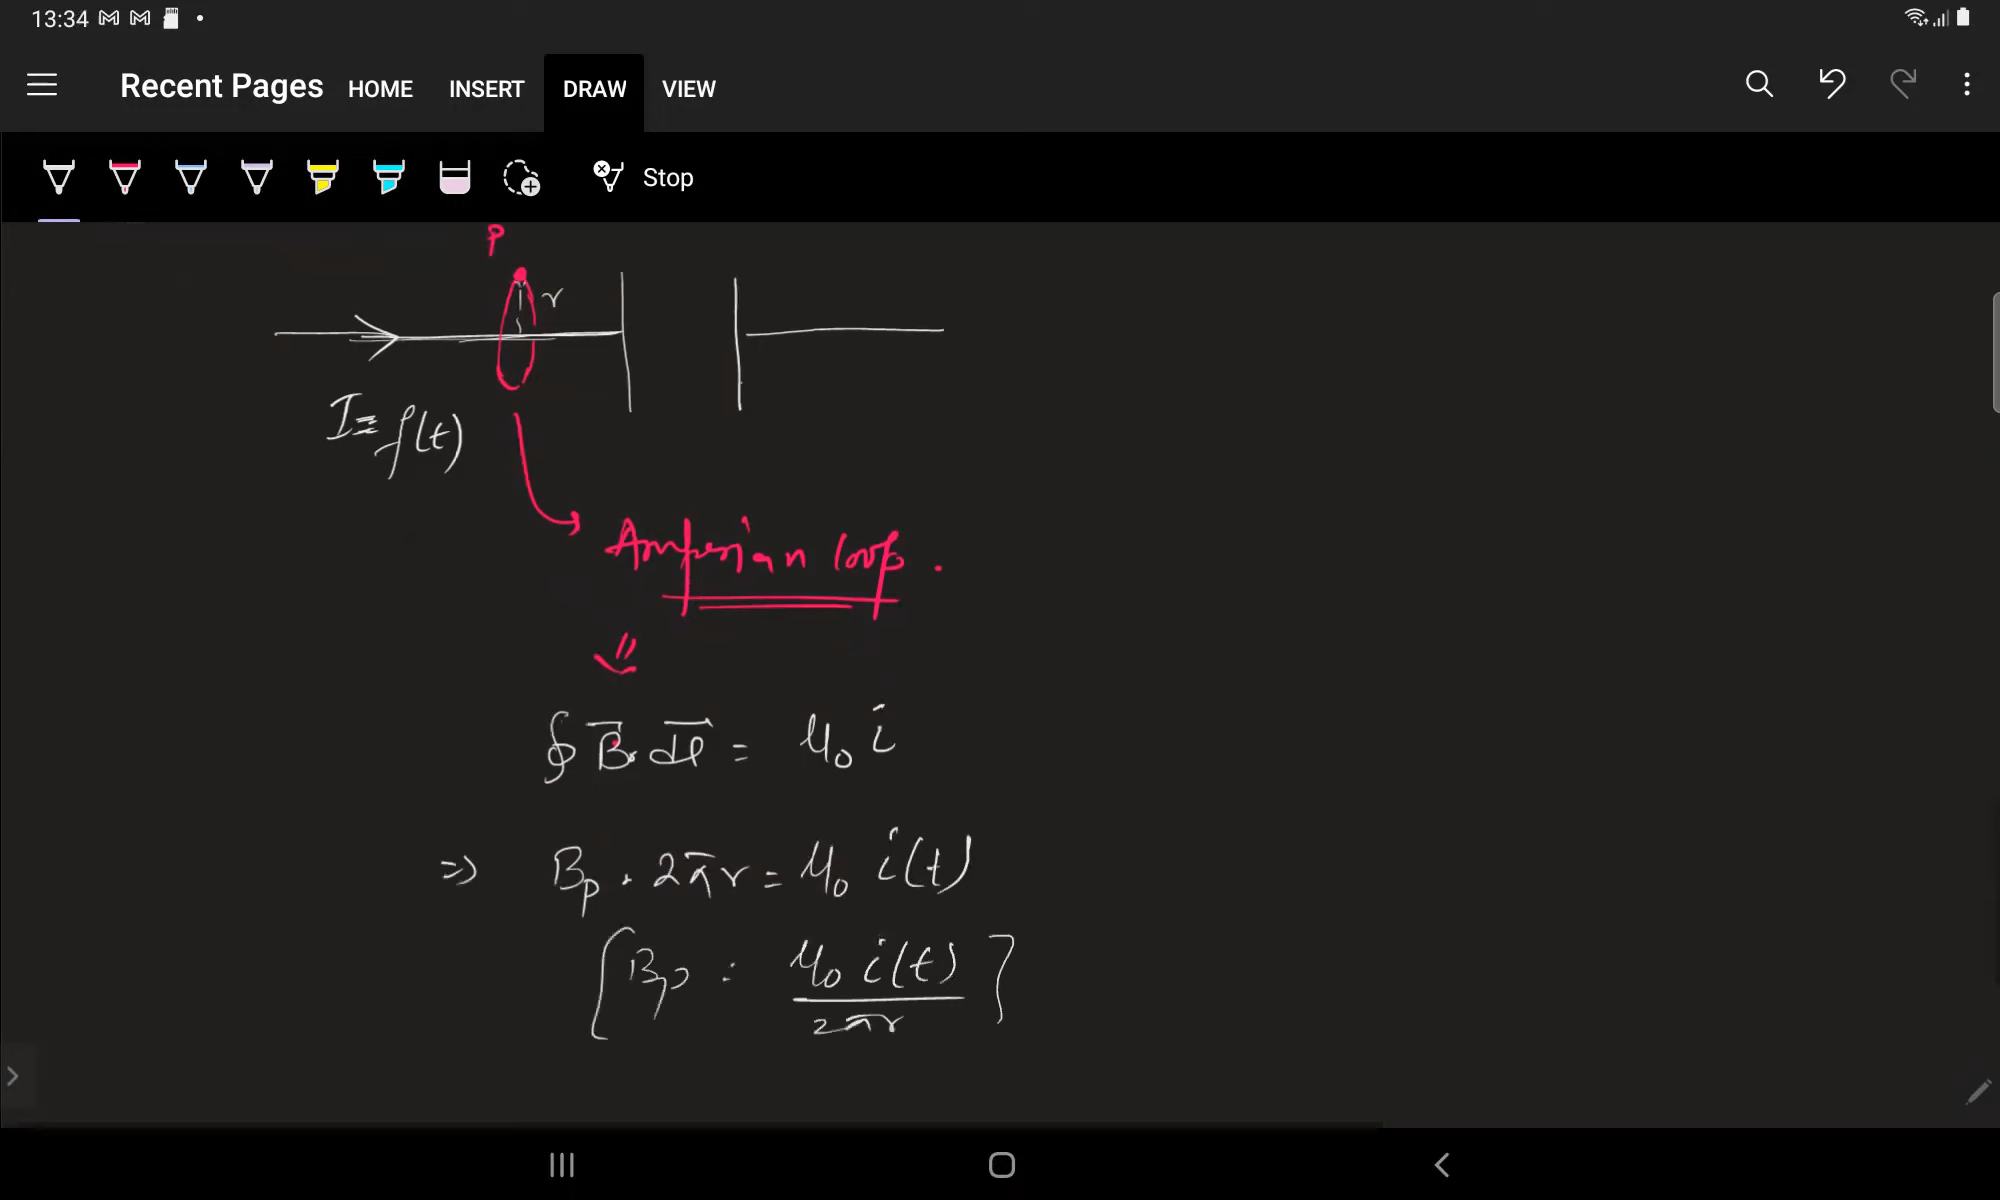 13:34
Recent Pages HOME INSERT DRAW VIEW
Stop
P
r
I = f(t)
Amperian loop.
∮ B⃗. dl⃗ = μ₀ i
⇒ Bₚ . 2πr = μ₀ i(t)
[Bₚ = μ₀ i(t) / 2πr]